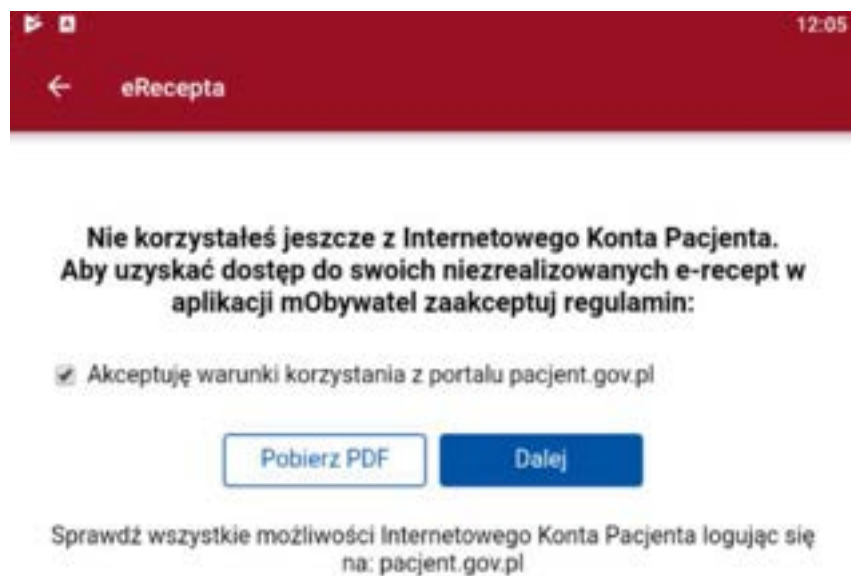 12:05
eRecepta
Nie korzystałeś jeszcze z Internetowego Konta Pacjenta.
Aby uzyskać dostęp do swoich niezrealizowanych e-recept w
aplikacji mObywatel zaakceptuj regulamin:
Akceptuję warunki korzystania z portalu pacjent.gov.pl
Pobierz PDF
Dalej
Sprawdź wszystkie możliwości Internetowego Konta Pacjenta logując się
na: pacjent.gov.pl